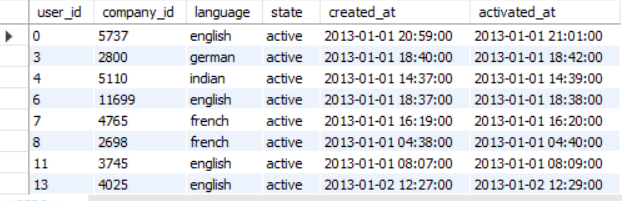 user_id company_id language state created_at activated_at
0 5737 english active 2013-01-01 20:59:00 2013-01-01 21:01:00
3 2800 german active 2013-01-01 18:40:00 2013-01-01 18:42:00
4 5110 indian active 2013-01-01 14:37:00 2013-01-01 14:39:00
6 11699 english active 2013-01-01 18:37:00 2013-01-01 18:38:00
7 4765 french active 2013-01-01 16:19:00 2013-01-01 16:20:00
8 2698 french active 2013-01-01 04:38:00 2013-01-01 04:40:00
11 3745 english active 2013-01-01 08:07:00 2013-01-01 08:09:00
13 4025 english active 2013-01-02 12:27:00 2013-01-02 12:29:00